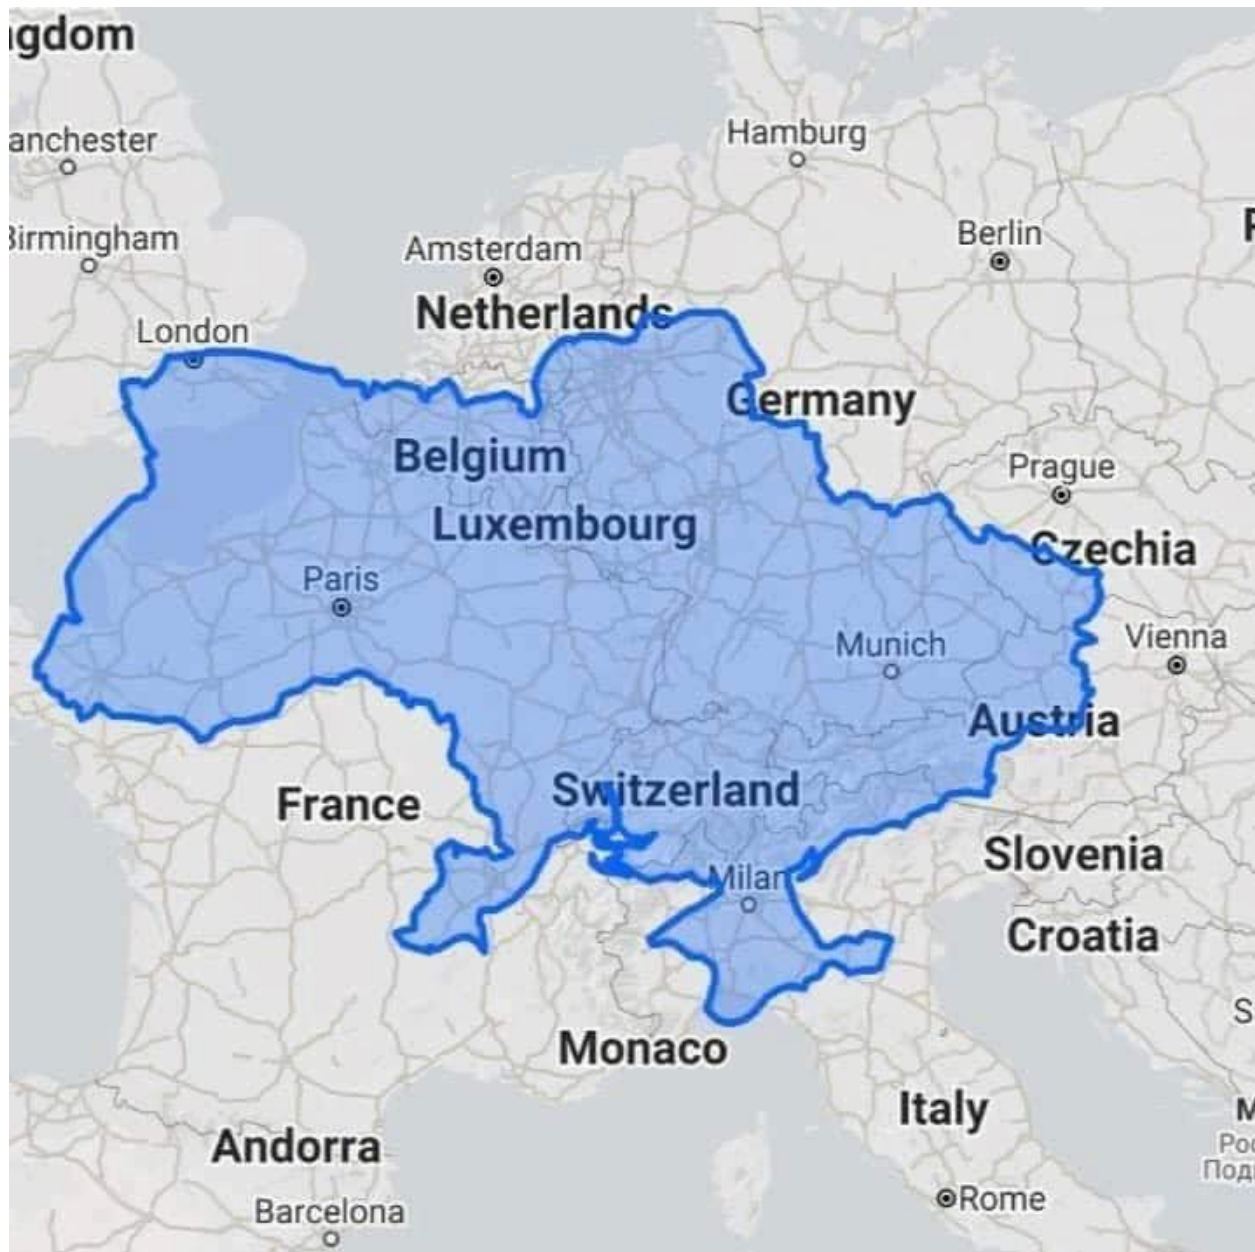 gdom
anchester
Hamburg
Birmingham
Berlin
Amsterdam
Netherlands
London
Germany
Belgium
Prague
Luxembourg
Czechia
Paris
Munich
Vienna
Austria
Switzerland
France
Slovenia
Milan
Croatia
Monaco
Italy
Andorra
Rome
Barcelona